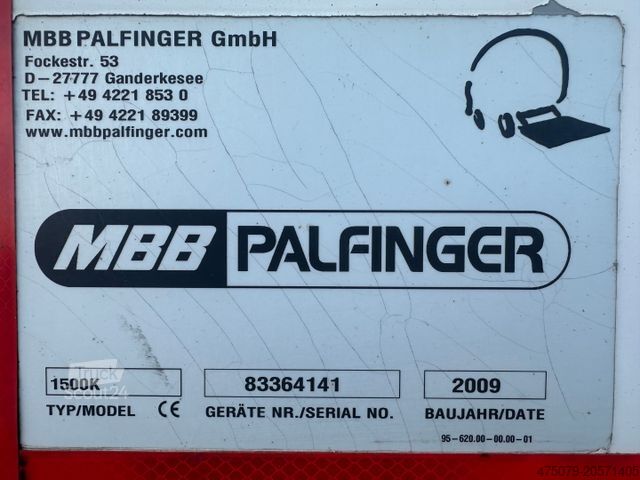 MBB PALFINGER GmbH
Fockestr. 53
D-27777 Ganderkesee
TEL: +49 4221 853 0
FAX: +49 4221 89399
www.mbbpalfinger.com
MBB PALFINGER
1500K 83364141 2009
TYP/MODEL CE GERÄTE NR./SERIAL NO. BAUJAHR/DATE
95-620.00-00.00-01
Truck
Scout24